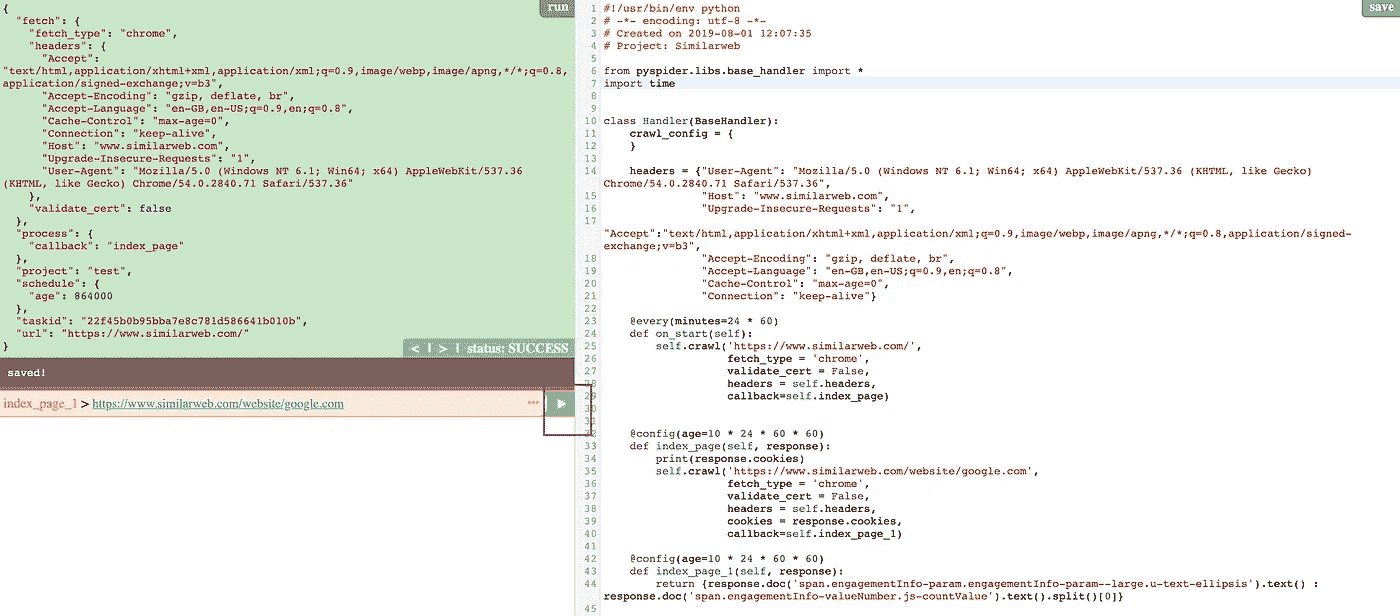 {
"fetch": {
"fetch_type": "chrome",
"headers": {
"Accept":
"text/html,application/xhtml+xml,application/xml;q=0.9,image/webp,image/apng,*/*;q=0.8,
application/signed-exchange;v=b3",
"Accept-Encoding": "gzip, deflate, br",
"Accept-Language": "en-GB,en-US;q=0.9,en;q=0.8",
"Cache-Control": "max-age=0",
"Connection": "keep-alive",
"Host": "www.similarweb.com",
"Upgrade-Insecure-Requests": "1",
"User-Agent": "Mozilla/5.0 (Windows NT 6.1; Win64; x64) AppleWebKit/537.36
(KHTML, like Gecko) Chrome/54.0.2840.71 Safari/537.36"
},
"validate_cert": false
},
"process": {
"callback": "index_page"
},
"project": "test",
"schedule": {
"age": 864000
},
"taskid": "22f45b0b95bba7e8c781d586641b010b",
"url": "https://www.similarweb.com/"
}
run
< | > | status: SUCCESS
saved!
index_page_1 > https://www.similarweb.com/website/google.com
save
1 #!/usr/bin/env python
2 # -*- encoding: utf-8 -*-
3 # Created on 2019-08-01 12:07:35
4 # Project: Similarweb
5
6 from pyspider.libs.base_handler import *
7 import time
8
9
10 class Handler(BaseHandler):
11 crawl_config = {
12 }
13
14 headers = {"User-Agent": "Mozilla/5.0 (Windows NT 6.1; Win64; x64) AppleWebKit/537.36 (KHTML, like Gecko)
Chrome/54.0.2840.71 Safari/537.36",
15 "Host": "www.similarweb.com",
16 "Upgrade-Insecure-Requests": "1",
17
"Accept":"text/html,application/xhtml+xml,application/xml;q=0.9,image/webp,image/apng,*/*;q=0.8,application/signed-
exchange;v=b3",
18 "Accept-Encoding": "gzip, deflate, br",
19 "Accept-Language": "en-GB,en-US;q=0.9,en;q=0.8",
20 "Cache-Control": "max-age=0",
21 "Connection": "keep-alive"}
22
23 @every(minutes=24 * 60)
24 def on_start(self):
25 self.crawl('https://www.similarweb.com/',
26 fetch_type = 'chrome',
27 validate_cert = False,
28 headers = self.headers,
29 callback=self.index_page)
30
31
32 @config(age=10 * 24 * 60 * 60)
33 def index_page(self, response):
34 print(response.cookies)
35 self.crawl('https://www.similarweb.com/website/google.com',
36 fetch_type = 'chrome',
37 validate_cert = False,
38 headers = self.headers,
39 cookies = response.cookies,
40 callback=self.index_page_1)
41
42 @config(age=10 * 24 * 60 * 60)
43 def index_page_1(self, response):
44 return {response.doc('span.engagementInfo-param.engagementInfo-param--large.u-text-ellipsis').text() :
response.doc('span.engagementInfo-valueNumber.js-countValue').text().split()[0]}
45